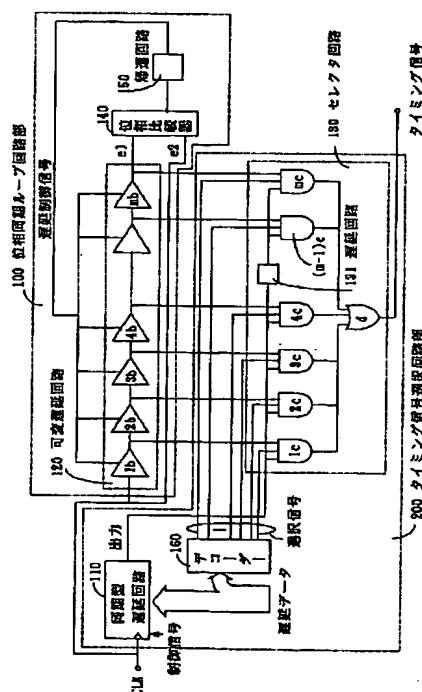 100 位相同期ループ回路部
遅延制御信号
120 可変遅延回路
150
帰還回路
140
位相比較器
e1
e2
1b
2b
3b
4b
nb
出力
110
同期型
遅延回路
CLK
制御信号
160
デコーダー
遅延データ
選択信号
1c
2c
3c
4c
(n-1)c
nc
131 遅延回路
d
130 セレクタ回路
タイミング信号
200 タイミング信号選択回路部